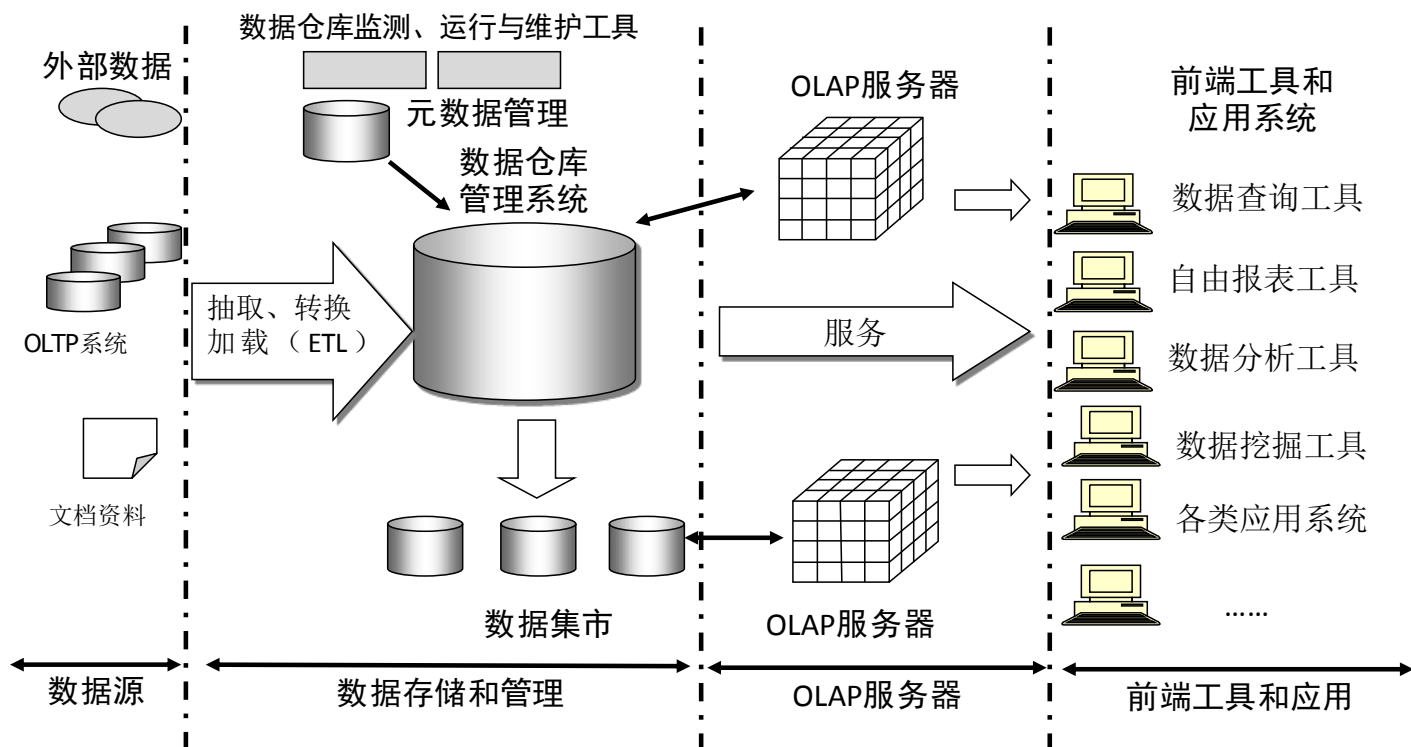 数据仓库监测、运行与维护工具
外部数据
元数据管理
数据仓库
管理系统
OLTP系统
抽取、转换
加载（ETL）
文档资料
数据集市
OLAP服务器
服务
OLAP服务器
前端工具和
应用系统
数据查询工具
自由报表工具
数据分析工具
数据挖掘工具
各类应用系统
……
数据源
数据存储和管理
OLAP服务器
前端工具和应用